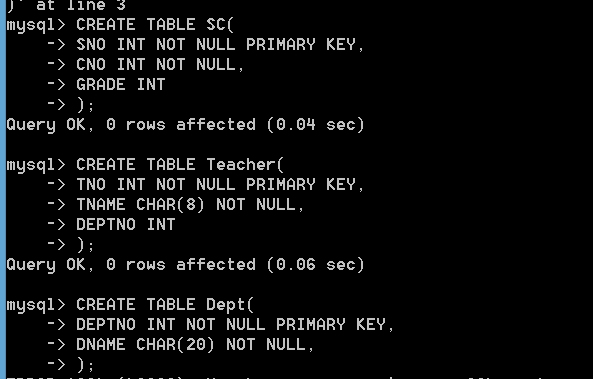 )' at line 3
mysql> CREATE TABLE SC(
    -> SNO INT NOT NULL PRIMARY KEY,
    -> CNO INT NOT NULL,
    -> GRADE INT
    -> );
Query OK, 0 rows affected (0.04 sec)

mysql> CREATE TABLE Teacher(
    -> TNO INT NOT NULL PRIMARY KEY,
    -> TNAME CHAR(8) NOT NULL,
    -> DEPTNO INT
    -> );
Query OK, 0 rows affected (0.06 sec)

mysql> CREATE TABLE Dept(
    -> DEPTNO INT NOT NULL PRIMARY KEY,
    -> DNAME CHAR(20) NOT NULL,
    -> );